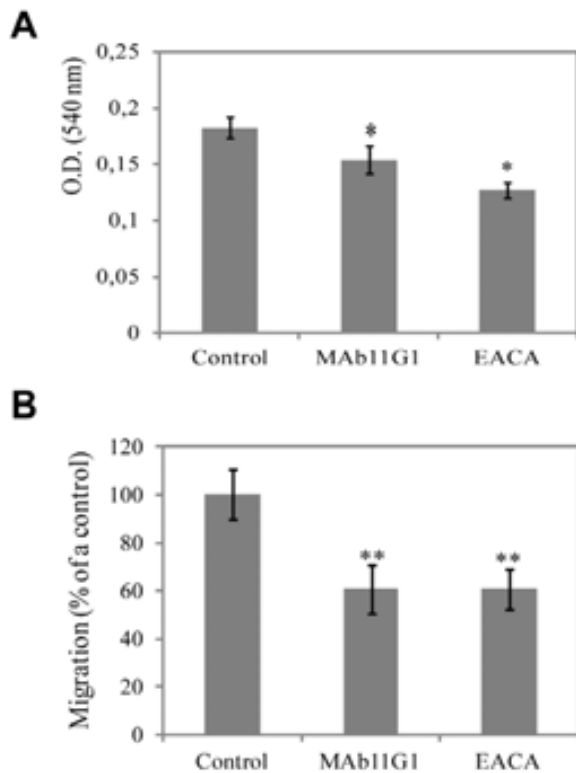 A
O.D. (540 nm)
0,25
0,2
0,15
0,1
0,05
0
*
*
Control MAb11G1 EACA
B
Migration (% of a control)
120
100
80
60
40
20
0
** **
Control MAb11G1 EACA